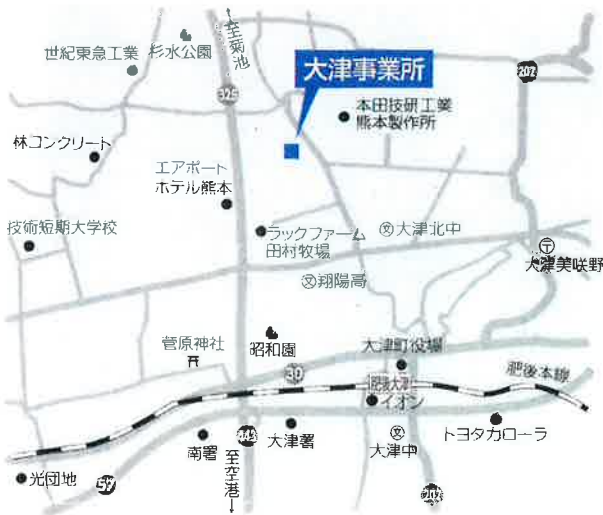 至菊池
杉水公園
世紀東急工業
大津事業所
202
325
本田技研工業
熊本製作所
林コンクリート
エアポート
ホテル熊本
技術短期大学校
ラックファーム
田村牧場
文大津北中
〒
大津美咲野
文翔陽高
菅原神社
昭和園
大津町役場
30
肥後大津
肥後本線
イオン
トヨタカローラ
443
大津署
文
大津中
南署
至空港
光団地
57
202